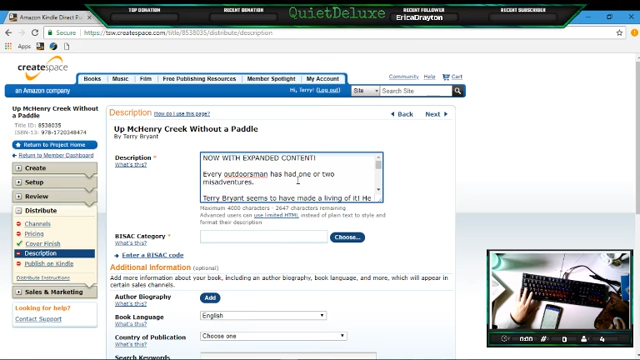 TOP DONATION
RECENT DONATION
QuietDeluxe
RECENT FOLLOWER
EricaDrayton
RECENT SUBSCRIBER
Amazon Kindle Direct P
Secure
https://tsw.createspace.com/title/8538035/distribute/description
Apps
createspace
an Amazon company
Books
Music
Film
Free Publishing Resources
Member Spotlight
My Account
Community
Help
Cart
Hi, Terry! (Log out)
Site
Search Site
Up McHenry Creek Without
a Paddle
Title ID: 8538035
ISBN-13: 978-1720348474
Return to Project Home
Return to Member Dashboard
Create
Setup
Review
Distribute
Channels
Pricing
Cover Finish
Description
Publish on Kindle
Distribute Instructions
Sales & Marketing
Looking for help?
Contact Support
Description
How do I use this page?
Back
Next
Up McHenry Creek Without a Paddle
By Terry Bryant
Description *
What's this?
NOW WITH EXPANDED CONTENT!
Every outdoorsman has had one or two
misadventures.
Terry Bryant seems to have made a living of it! He
Maximum 4000 characters - 2647 characters remaining
Advanced users can use limited HTML instead of plain text to style and
format their description
BISAC Category *
What's this?
Choose...
Enter a BISAC code
Additional Information (optional)
Add more information about your book, including an author biography, book language, and more, which will appear in
certain sales channels.
Author Biography
What's this?
Add
Book Language
What's this?
English
Country of Publication
What's this?
Choose one
Search Keywords
0:00
0
4